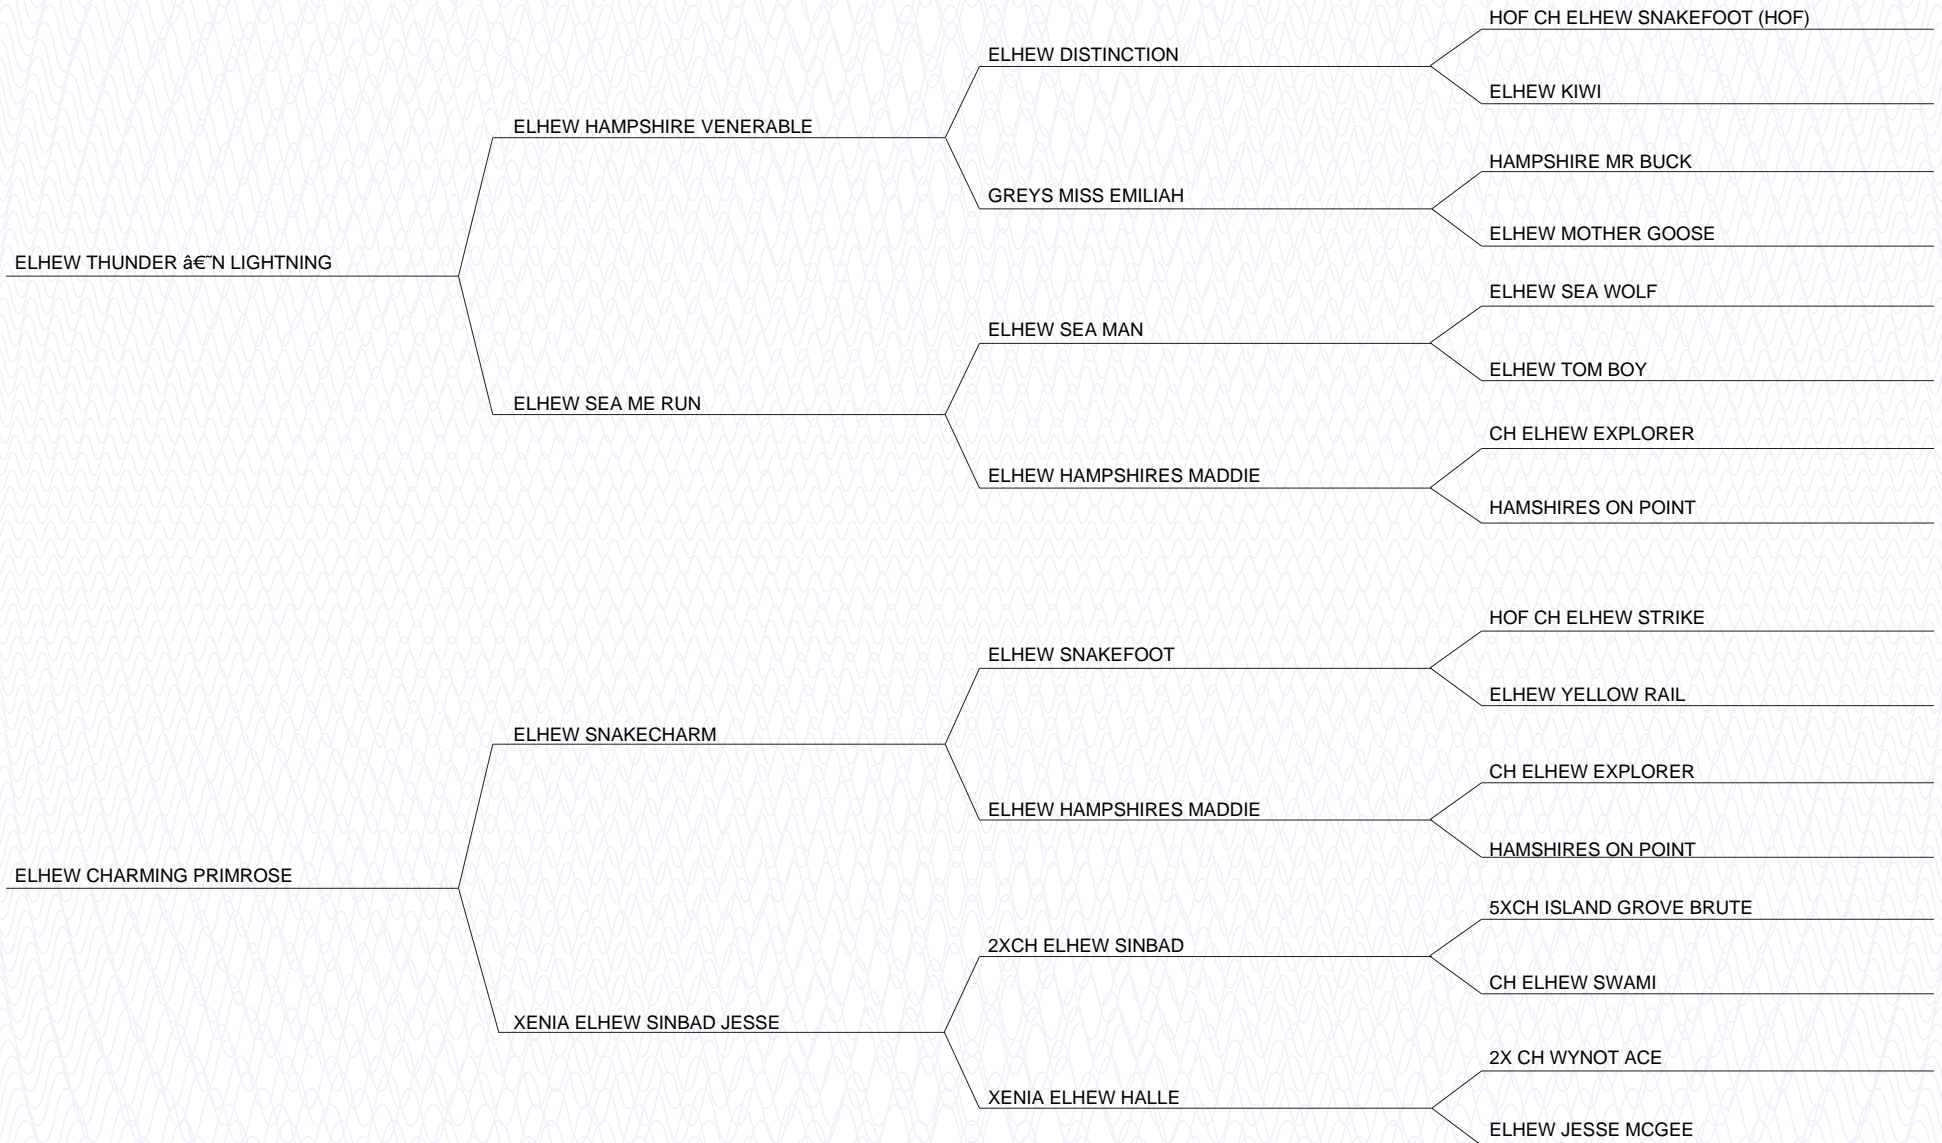 HOF CH ELHEW SNAKEFOOT (HOF)
ELHEW DISTINCTION
ELHEW KIWI
ELHEW HAMPSHIRE VENERABLE
HAMPSHIRE MR BUCK
GREYS MISS EMILIAH
ELHEW MOTHER GOOSE
ELHEW THUNDER â€˜N LIGHTNING
ELHEW SEA WOLF
ELHEW SEA MAN
ELHEW TOM BOY
ELHEW SEA ME RUN
CH ELHEW EXPLORER
ELHEW HAMPSHIRES MADDIE
HAMSHIRES ON POINT
HOF CH ELHEW STRIKE
ELHEW SNAKEFOOT
ELHEW YELLOW RAIL
ELHEW SNAKECHARM
CH ELHEW EXPLORER
ELHEW HAMPSHIRES MADDIE
HAMSHIRES ON POINT
ELHEW CHARMING PRIMROSE
5XCH ISLAND GROVE BRUTE
2XCH ELHEW SINBAD
CH ELHEW SWAMI
XENIA ELHEW SINBAD JESSE
2X CH WYNOT ACE
XENIA ELHEW HALLE
ELHEW JESSE MCGEE